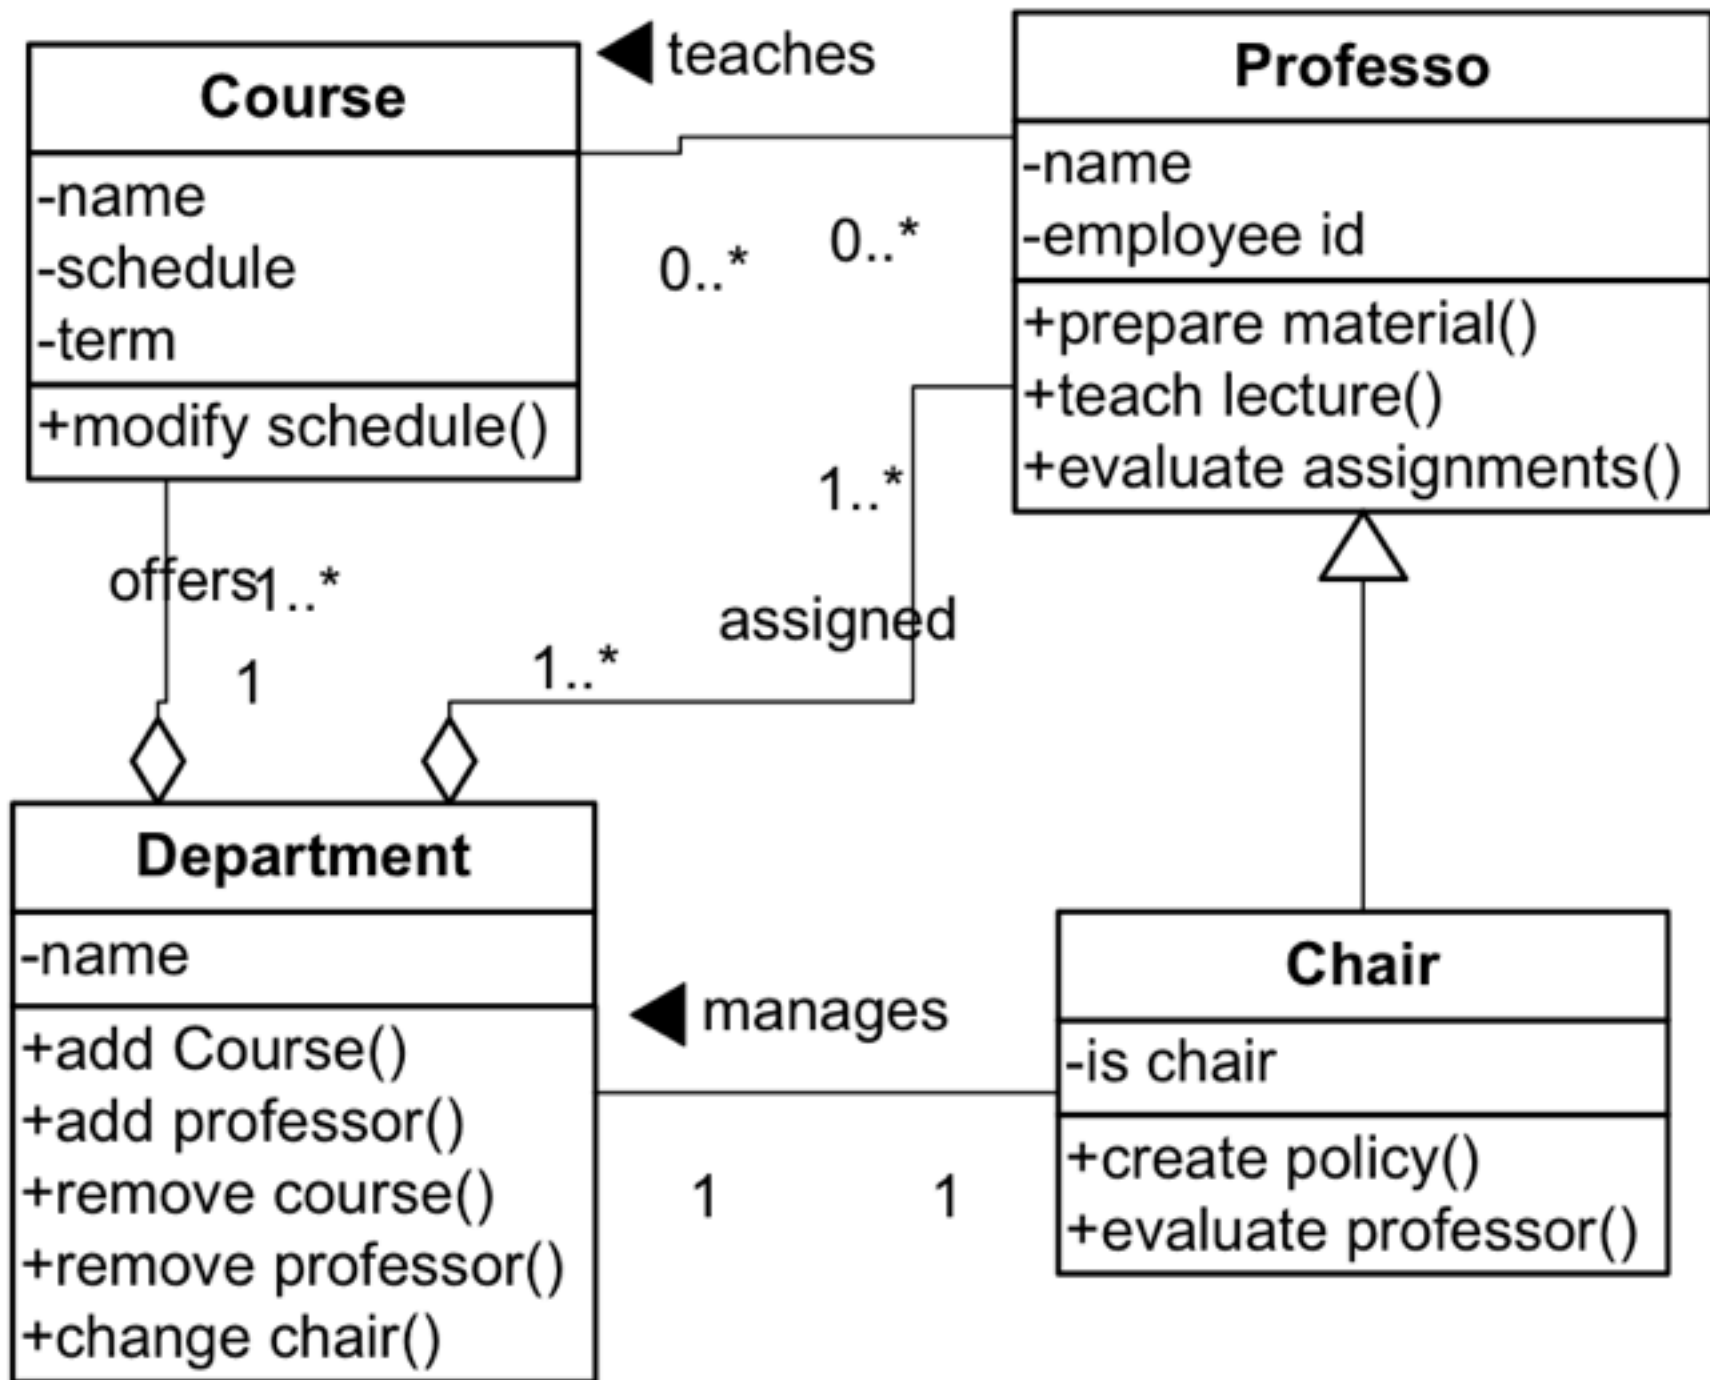 Course
-name
-schedule
-term
+modify schedule()
teaches
0..*
0..*
Professo
-name
-employee id
+prepare material()
+teach lecture()
+evaluate assignments()
offers
1..*
1
1..*
assigned
1..*
Department
-name
+add Course()
+add professor()
+remove course()
+remove professor()
+change chair()
manages
1
1
Chair
-is chair
+create policy()
+evaluate professor()